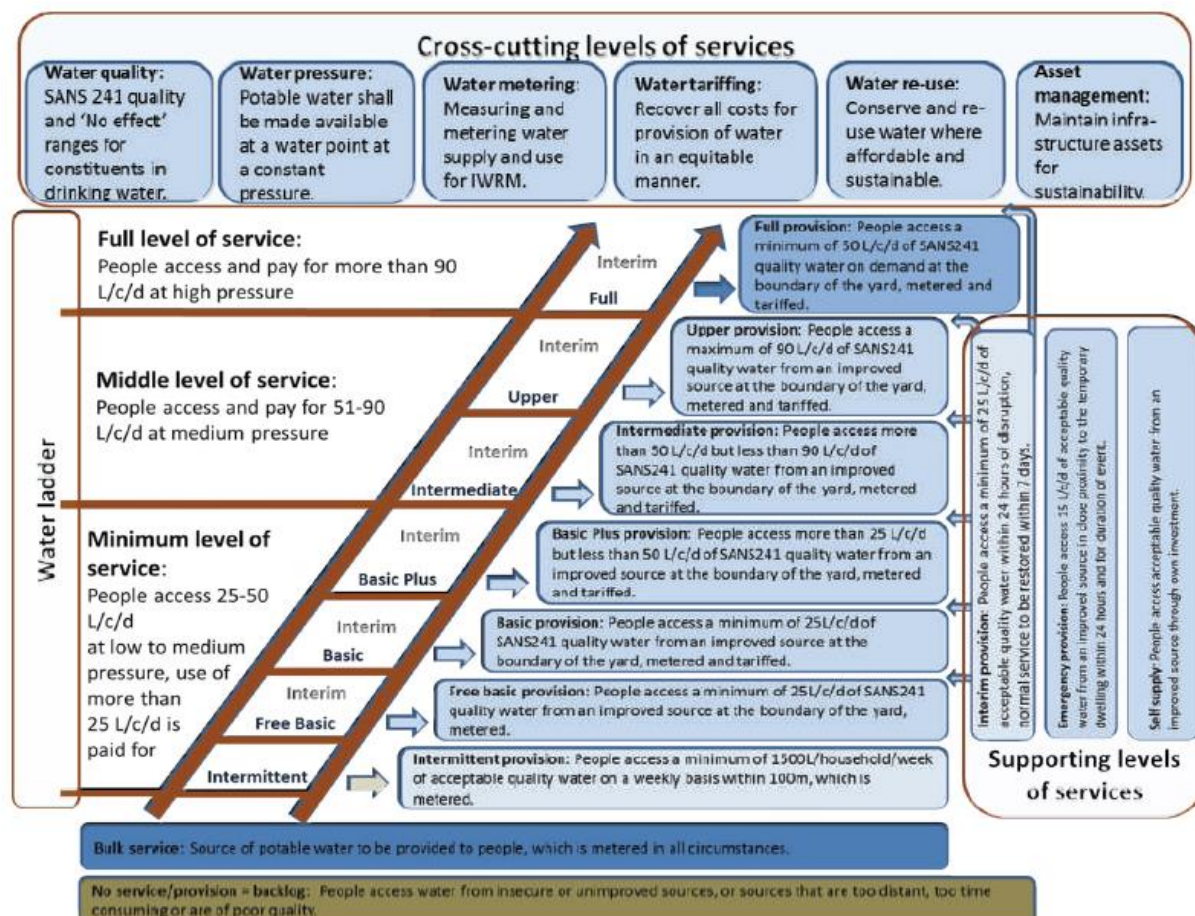 Cross-cutting levels of services
Water quality:
SANS 241 quality
and ‘No effect’
ranges for
constituents in
drinking water.
Water pressure:
Potable water shall
be made available
at a water point at
a constant
pressure.
Water metering:
Measuring and
metering water
supply and use
for IWRM.
Water tariffing:
Recover all costs for
provision of water
in an equitable
manner.
Water re-use:
Conserve and re-
use water where
affordable and
sustainable.
Asset
management:
Maintain infra-
structure assets
for
sustainability.
Water ladder
Full level of service:
People access and pay for more than 90
L/c/d at high pressure
Middle level of service:
People access and pay for 51-90
L/c/d at medium pressure
Minimum level of
service:
People access 25-50
L/c/d
at low to medium
pressure, use of
more than
25 L/c/d is
paid for
Interim
Full
Interim
Upper
Interim
Intermediate
Interim
Basic Plus
Interim
Basic
Interim
Free Basic
Intermittent
Full provision: People access a
minimum of 50 L/c/d of SANS241
quality water on demand at the
boundary of the yard, metered and
tariffed.
Upper provision: People access a
maximum of 90 L/c/d of SANS241
quality water from an improved
source at the boundary of the yard,
metered and tariffed.
Intermediate provision: People access more
than 50 L/c/d but less than 90 L/c/d of
SANS241 quality water from an improved
source at the boundary of the yard, metered
and tariffed.
Basic Plus provision: People access more than 25 L/c/d
but less than 50 L/c/d of SANS241 quality water from an
improved source at the boundary of the yard, metered
and tariffed.
Basic provision: People access a minimum of 25L/c/d of
SANS241 quality water from an improved source at the
boundary of the yard, metered and tariffed.
Free basic provision: People access a minimum of 25L/c/d of SANS241
quality water from an improved source at the boundary of the yard,
metered.
Intermittent provision: People access a minimum of 1500L/household/week
of acceptable quality water on a weekly basis within 100m, which is
metered.
Interim provision: People access a minimum of 25 L/c/d of
acceptable quality water within 24 hours of disruption,
normal service to be restored within 7 days.
Emergency provision: People access 15 L/c/d of acceptable quality
water from an improved source in close proximity to the temporary
dwelling within 24 hours and for duration of event.
Self supply: People access acceptable quality water from an
improved source through own investment.
Supporting levels
of services
Bulk service: Source of potable water to be provided to people, which is metered in all circumstances.
No service/provision = backlog: People access water from insecure or unimproved sources, or sources that are too distant, too time
consuming or are of poor quality.